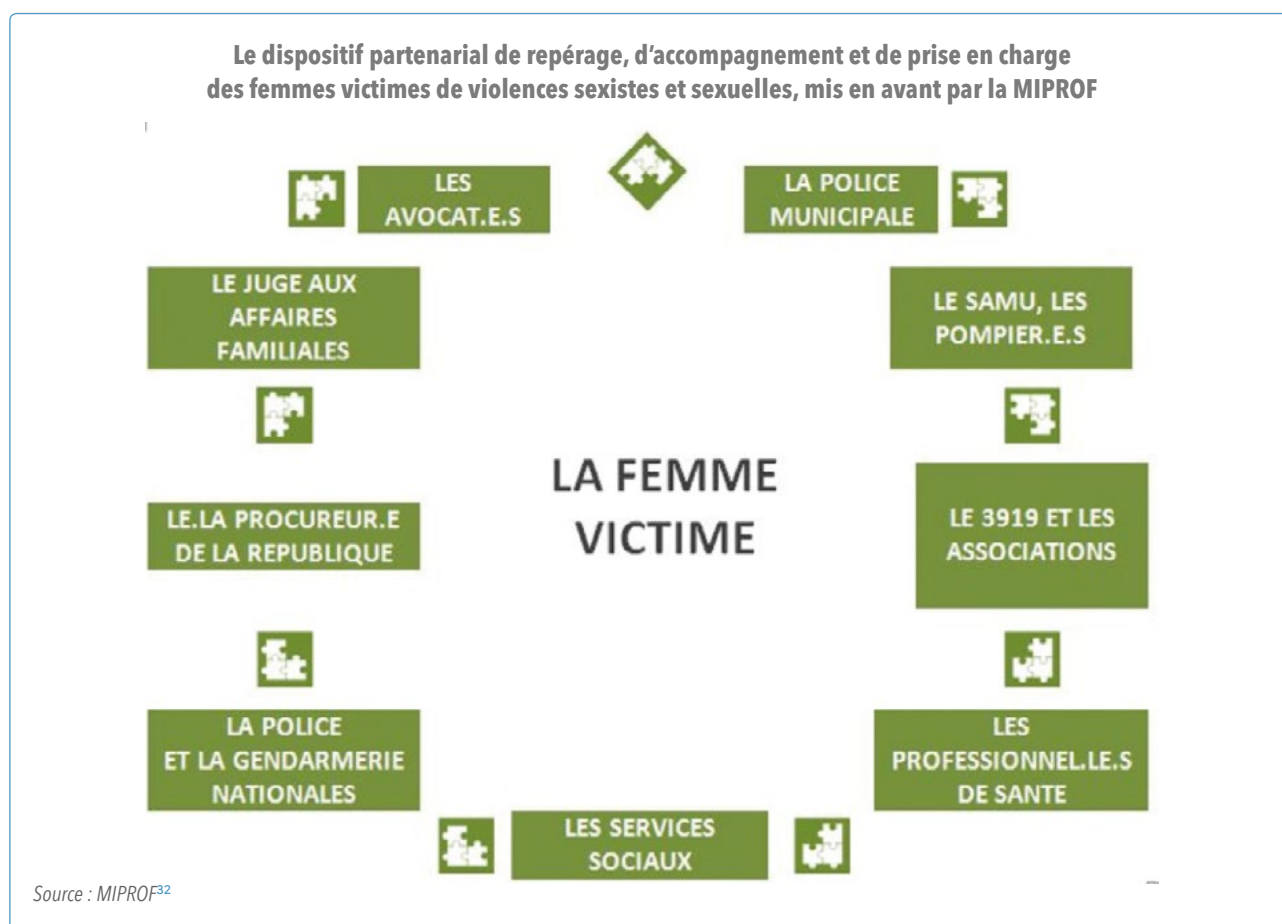 Le dispositif partenarial de repérage, d'accompagnement et de prise en charge
des femmes victimes de violences sexistes et sexuelles, mis en avant par la MIPROF
LES
AVOCAT.E.S
LA POLICE
MUNICIPALE
LE JUGE AUX
AFFAIRES
FAMILIALES
LE SAMU, LES
POMPIER.E.S
LA FEMME
VICTIME
LE.LA PROCUREUR.E
DE LA REPUBLIQUE
LE 3919 ET LES
ASSOCIATIONS
LA POLICE
ET LA GENDARMERIE
NATIONALES
LES
PROFESSIONNEL.LE.S
DE SANTE
LES SERVICES
SOCIAUX
Source : MIPROF32